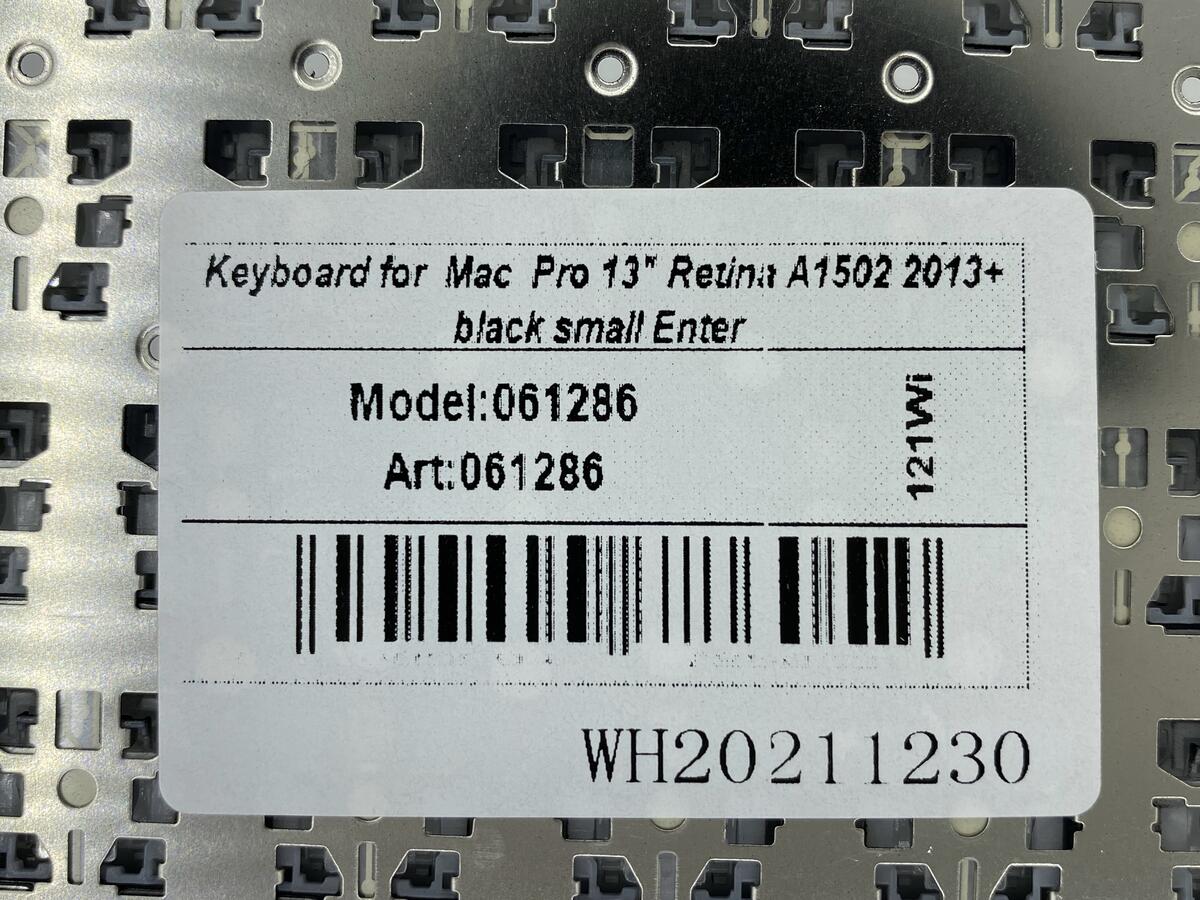 Keyboard for Mac Pro 13" Retina A1502 2013+
black small Enter
Model:061286
Art:061286
121Wi
WH20211230